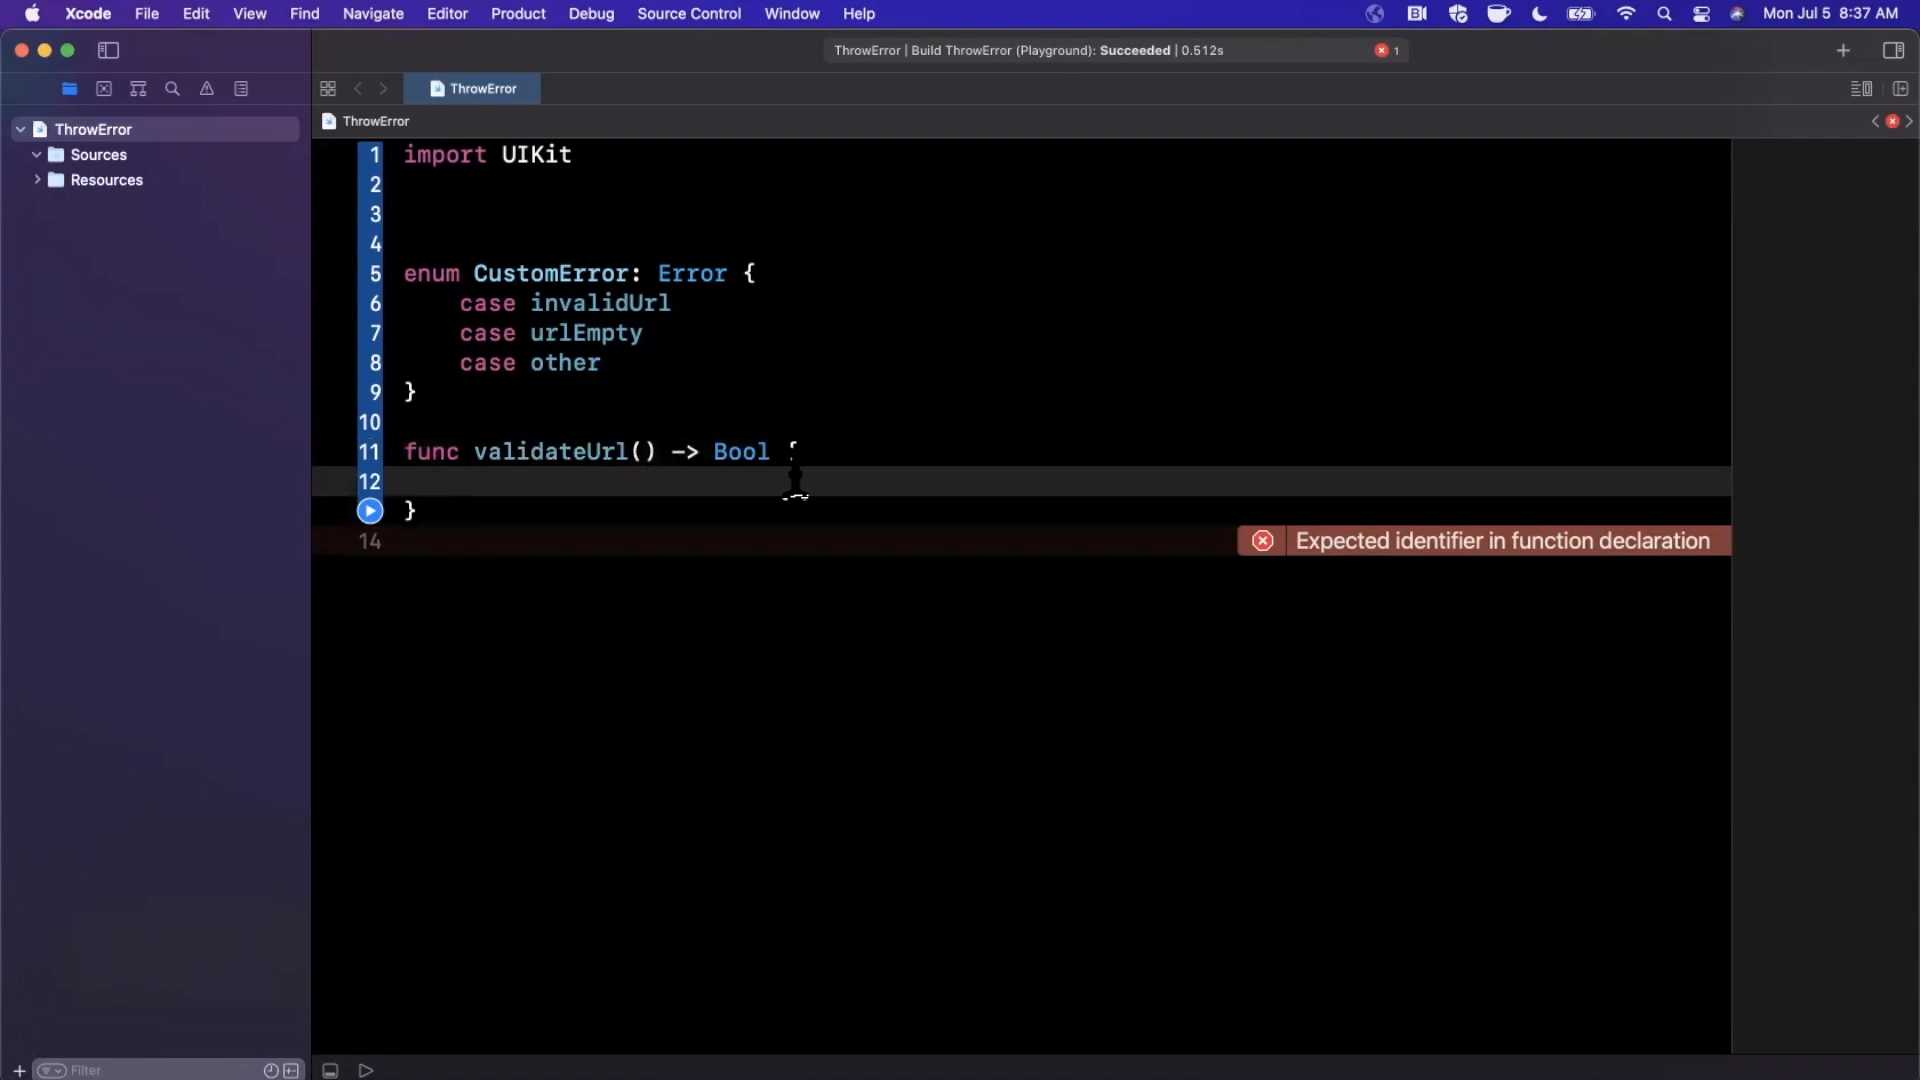 Xcode File Edit View Find Navigate Editor Product Debug Source Control Window Help Mon Jul 5 8:37 AM
ThrowError | Build ThrowError (Playground): Succeeded | 0.512s 1
ThrowError
ThrowError
Sources
Resources
ThrowError
1 import UIKit
2
3
4
5 enum CustomError: Error {
6 case invalidUrl
7 case urlEmpty
8 case other
9 }
10
11 func validateUrl() -> Bool {
12
}
14 Expected identifier in function declaration
Filter